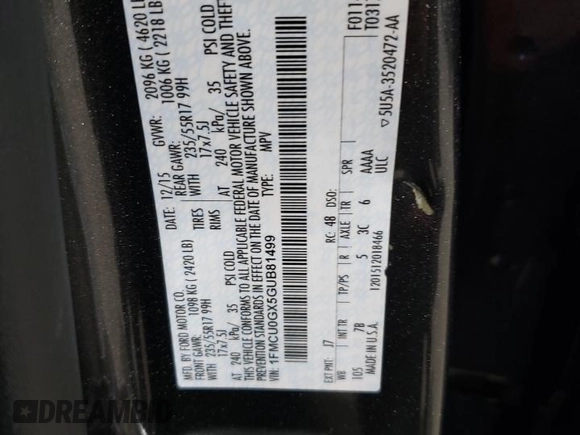 MFD. BY FORD MOTOR CO.
DATE: 12/15
GVWR: 2096 KG ( 4620 LB
FRONT GAWR: 1098 KG ( 2420 LB)
REAR GAWR: 1006 KG ( 2218 LB
WITH 235/55R17 99H TIRES WITH 235/55R17 99H
17x7.5J RIMS 17x7.5J
AT 240 kPa/ 35 PSI COLD AT 240 kPa/ 35 PSI COLD
THIS VEHICLE CONFORMS TO ALL APPLICABLE FEDERAL MOTOR VEHICLE SAFETY AND THEFT
PREVENTION STANDARDS IN EFFECT ON THE DATE OF MANUFACTURE SHOWN ABOVE.
VIN: 1FMCU0GX5GUB81499
TYPE: MPV
F011
T031
EXT PNT: J7 RC: 48 DSO:
WB INT TR TP/PS R AXLE TR SPR
105 7B 5 3C 6 AAAA
1201512018466 ULC
MADE IN U.S.A.
▽5U5A-3520472-AA
DREAMBID